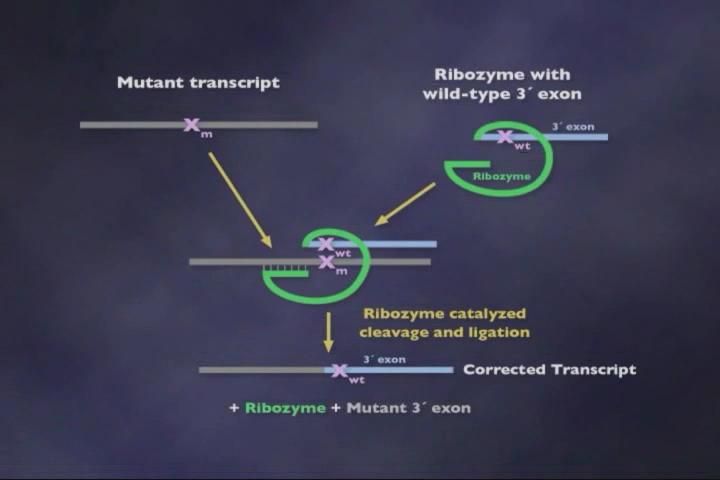 Mutant transcript
Ribozyme with
wild-type 3´ exon
X
m
3´ exon
X
wt
Ribozyme
X
wt
X
m
Ribozyme catalyzed
cleavage and ligation
3´ exon
X
wt
Corrected Transcript
+ Ribozyme + Mutant 3´ exon